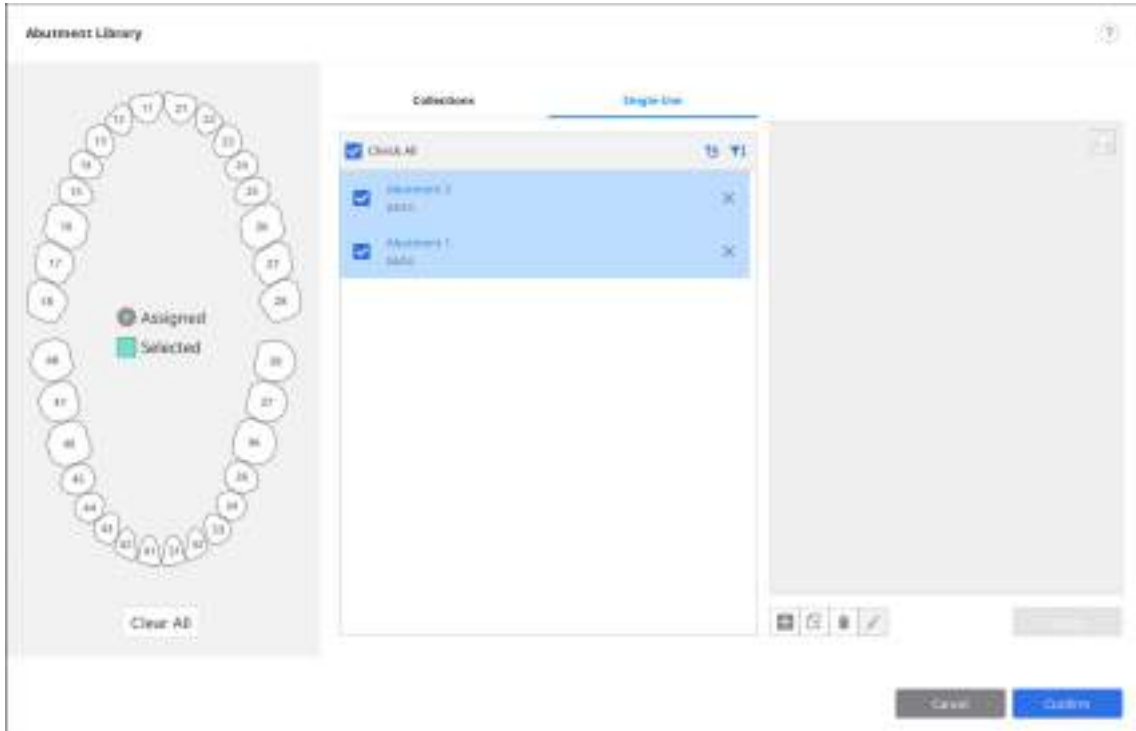 Abutment Library
?
Collections
Single-Use
Check All
Abutment 2
Abutment 1
11 21
12 22
13 23
14 24
15 25
16 26
17 27
18 28
Assigned
Selected
48 38
47 37
46 36
45 35
44 34
43 33
42 41 31 32
Clear All
Cancel
Confirm